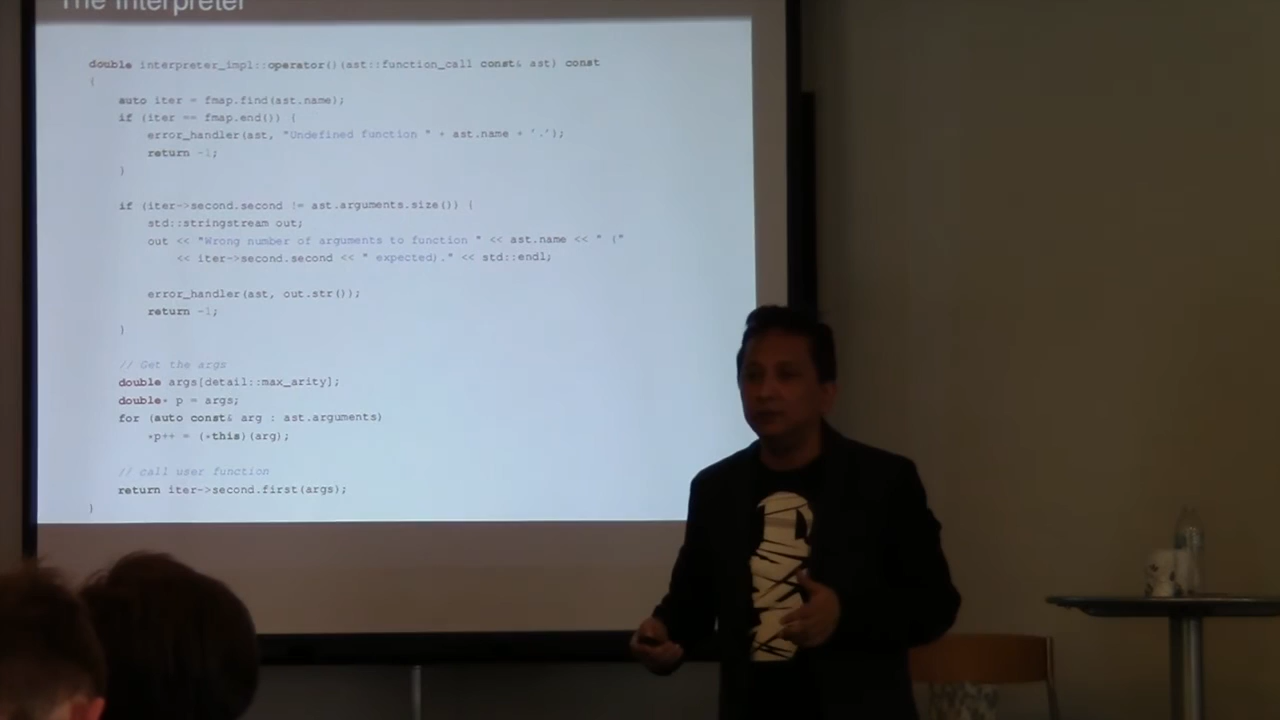 The Interpreter
double interpreter_impl::operator()(ast::function_call const& ast) const
{
auto iter = fmap.find(ast.name);
if (iter == fmap.end()) {
error_handler(ast, "Undefined function " + ast.name + '.');
return -1;
}
if (iter->second.second != ast.arguments.size()) {
std::stringstream out;
out << "Wrong number of arguments to function " << ast.name << " ("
<< iter->second.second << " expected)." << std::endl;
error_handler(ast, out.str());
return -1;
}
// Get the args
double args[detail::max_arity];
double* p = args;
for (auto const& arg : ast.arguments)
*p++ = (*this)(arg);
// call user function
return iter->second.first(args);
}